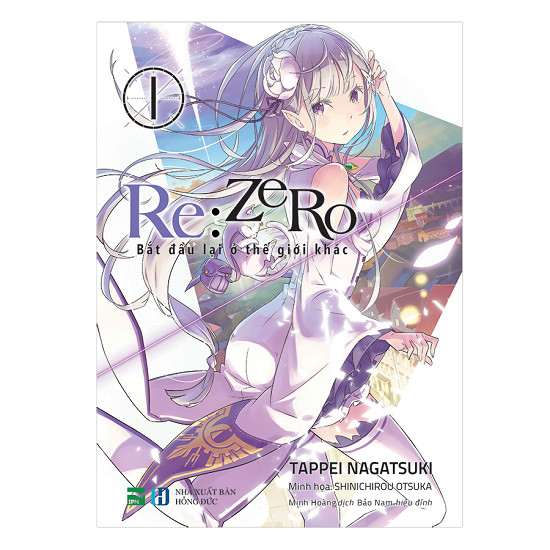 1
Re:ZeRo
Bắt đầu lại ở thế giới khác
TAPPEI NAGATSUKI
Minh họa: SHINICHIROU OTSUKA
Minh Hoàng dịch Bảo Nam hiệu đính
IPM
NHÀ XUẤT BẢN
HỒNG ĐỨC